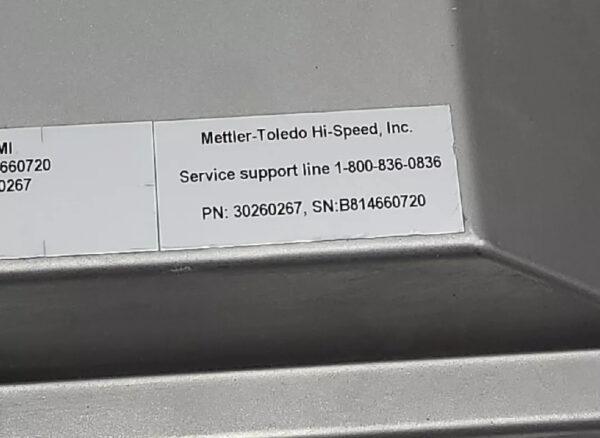 MI
660720
0267
Mettler-Toledo Hi-Speed, Inc.
Service support line 1-800-836-0836
PN: 30260267, SN:B814660720